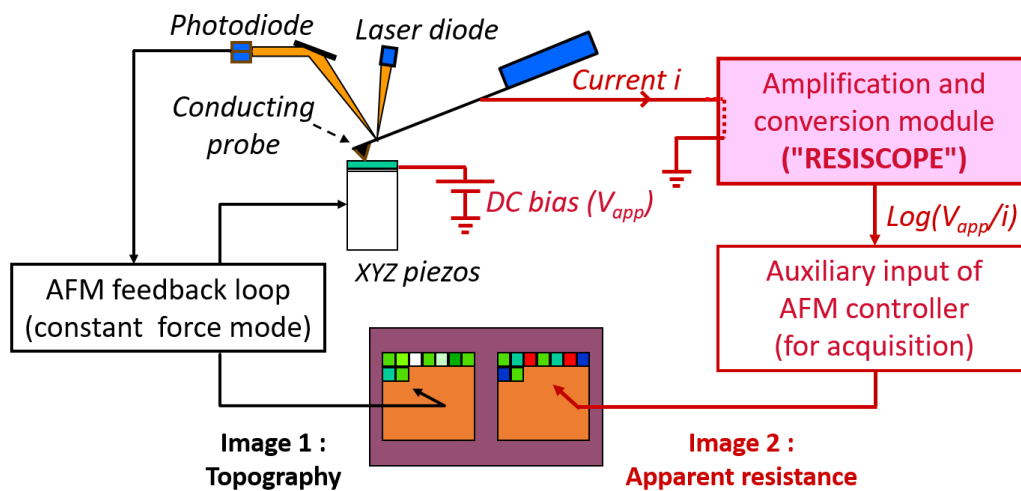 Photodiode
Laser diode
Conducting
probe
Current i
Amplification and
conversion module
("RESISCOPE")
DC bias (Vapp)
Log(Vapp/i)
XYZ piezos
AFM feedback loop
(constant force mode)
Auxiliary input of
AFM controller
(for acquisition)
Image 1 :
Topography
Image 2 :
Apparent resistance